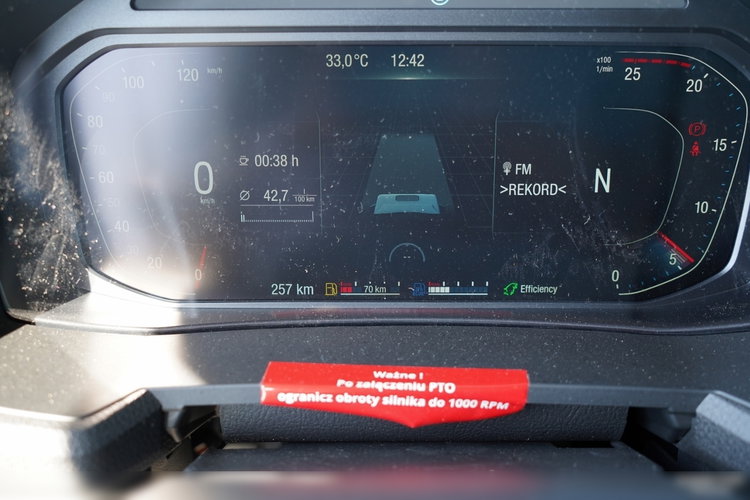 33,0°C 12:42
x100
1/min
100 120 km/h
25
20
15
10
5
0
90
80
60
40
20
0
0
km/h
00:38 h
42,7 100 km
FM
>REKORD<
N
P
257 km
70 km
Efficiency
Ważne !
Po załączeniu PTO
ogranicz obroty silnika do 1000 RPM